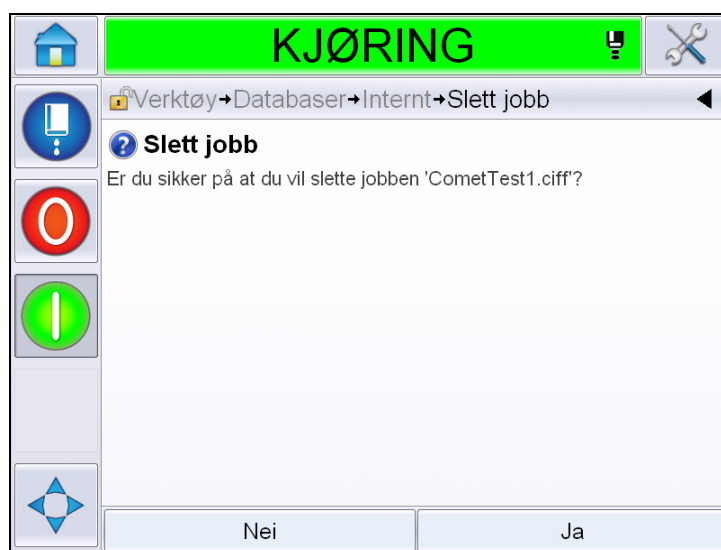 KJØRING
Verktøy→Databaser→Internt→Slett jobb
Slett jobb
Er du sikker på at du vil slette jobben 'CometTest1.ciff'?
Nei
Ja